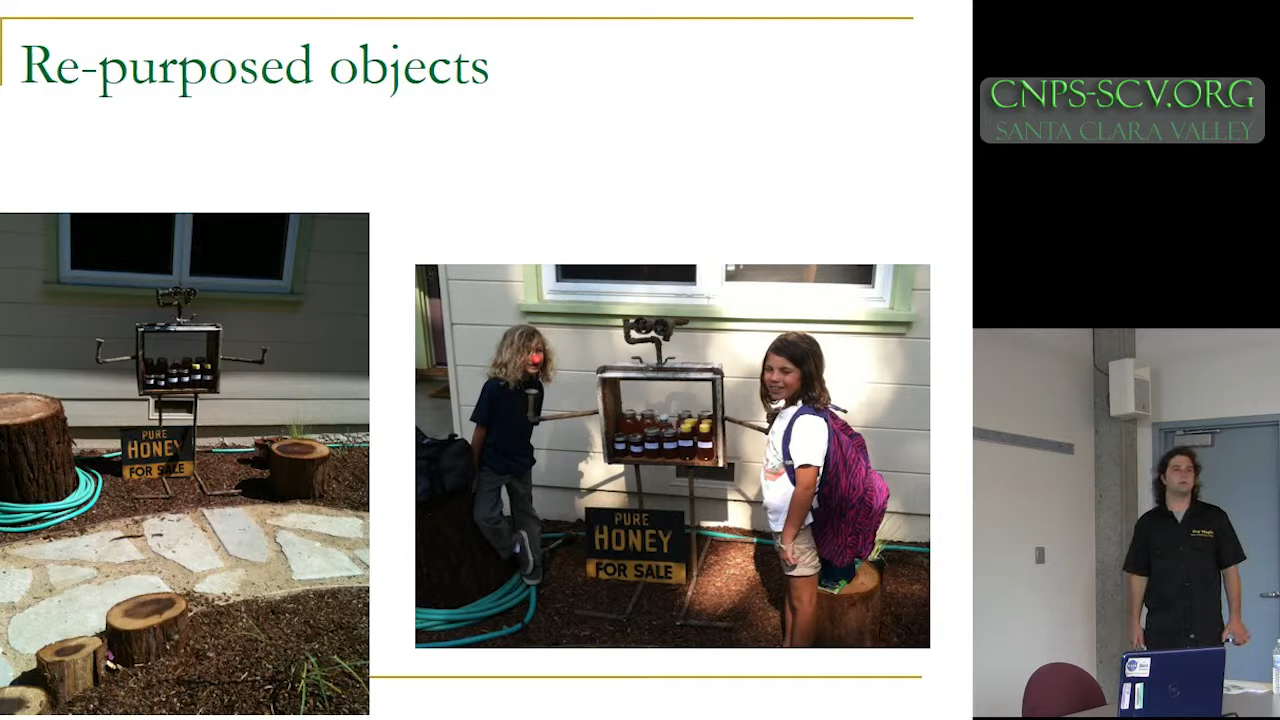 Re-purposed objects
CNPS-SCV.ORG
SANTA CLARA VALLEY
PURE
HONEY
FOR SALE
PURE
HONEY
FOR SALE